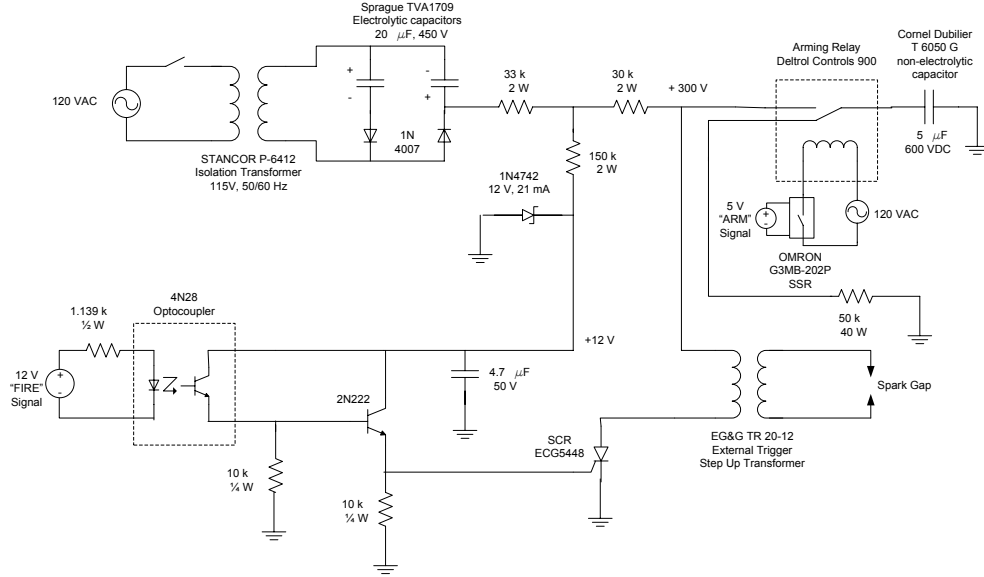 Sprague TVA1709
Electrolytic capacitors
20 μF, 450 V
+
-
-
+
120 VAC
STANCOR P-6412
Isolation Transformer
115V, 50/60 Hz
1N
4007
33 k
2 W
30 k
2 W
+ 300 V
150 k
2 W
1N4742
12 V, 21 mA
Arming Relay
Deltrol Controls 900
Cornel Dubilier
T 6050 G
non-electrolytic
capacitor
5 μF
600 VDC
5 V
"ARM"
Signal
+
-
120 VAC
OMRON
G3MB-202P
SSR
50 k
40 W
4N28
Optocoupler
1.139 k
½ W
12 V
"FIRE"
Signal
+
-
+12 V
4.7 μF
50 V
2N222
10 k
¼ W
10 k
¼ W
SCR
ECG5448
EG&G TR 20-12
External Trigger
Step Up Transformer
Spark Gap